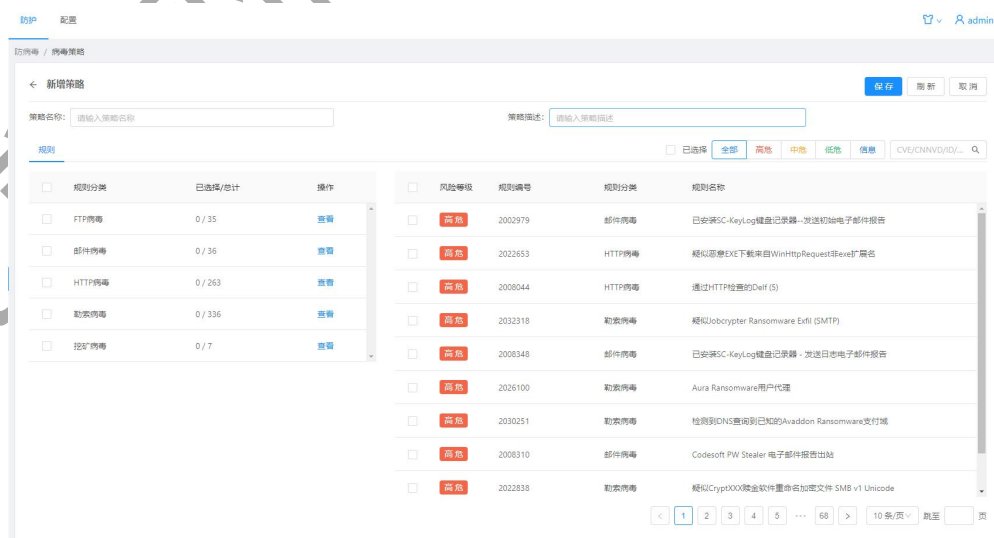 防护 配置 admin
防病毒 / 病毒策略
← 新增策略 保存 刷新 取消
策略名称: 请输入策略名称 策略描述: 请输入策略描述
规则 已选择 全部 高危 中危 低危 信息 CVE/CNNVD/ID/...
规则分类 已选择/总计 操作 风险等级 规则编号 规则分类 规则名称
FTP病毒 0 / 35 查看
邮件病毒 0 / 36 查看
HTTP病毒 0 / 263 查看
勒索病毒 0 / 336 查看
挖矿病毒 0 / 7 查看
高危 2002979 邮件病毒 已安装SC-KeyLog键盘记录器--发送初始电子邮件报告
高危 2022653 HTTP病毒 疑似恶意EXE下载来自WinHttpRequest非exe扩展名
高危 2008044 HTTP病毒 通过HTTP检查的Delf (5)
高危 2032318 勒索病毒 疑似Jobcrypter Ransomware Exfil (SMTP)
高危 2008348 邮件病毒 已安装SC-KeyLog键盘记录器 - 发送日志电子邮件报告
高危 2026100 勒索病毒 Aura Ransomware用户代理
高危 2030251 勒索病毒 检测到DNS查询到已知的Avaddon Ransomware支付域
高危 2008310 邮件病毒 Codesoft PW Stealer 电子邮件报告出站
高危 2022838 勒索病毒 疑似CryptXXX赎金软件重命名加密文件 SMB v1 Unicode
< 1 2 3 4 5 ··· 68 > 10 条/页 跳至 页